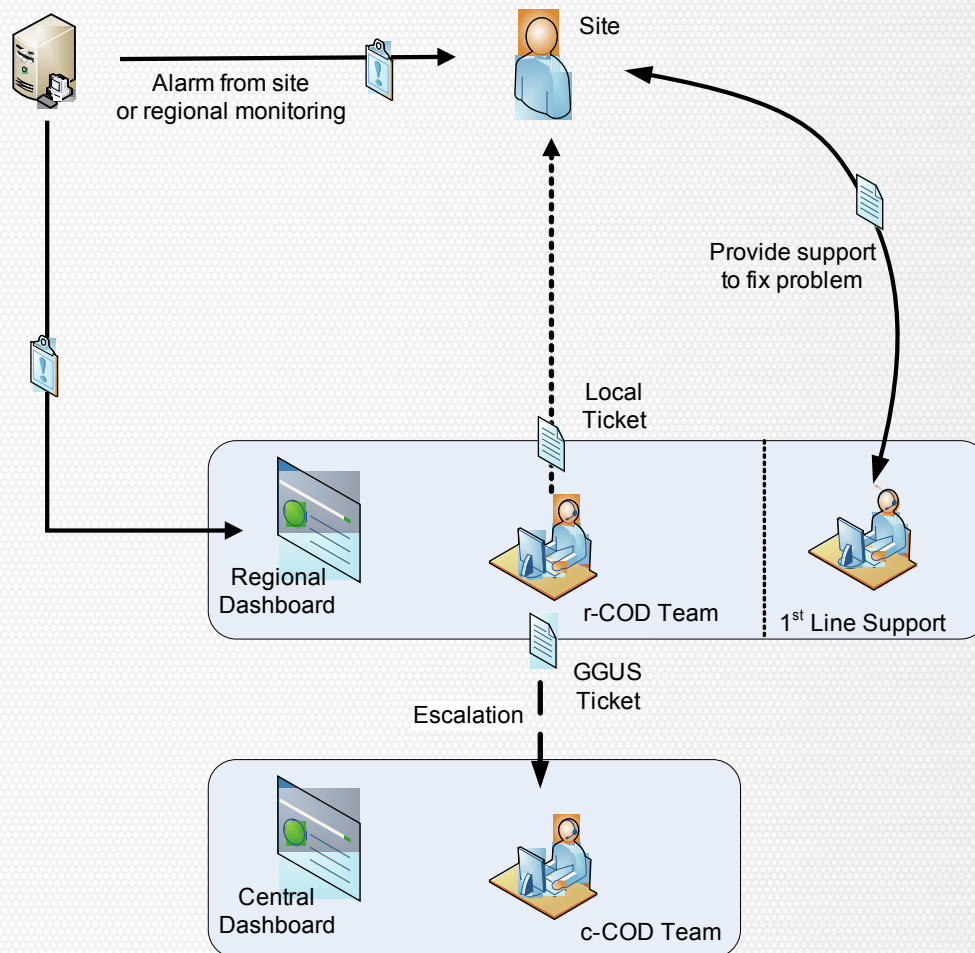 Site
Alarm from site
or regional monitoring
Provide support
to fix problem
Local
Ticket
Regional
Dashboard
r-COD Team
1st Line Support
GGUS
Ticket
Escalation
Central
Dashboard
c-COD Team